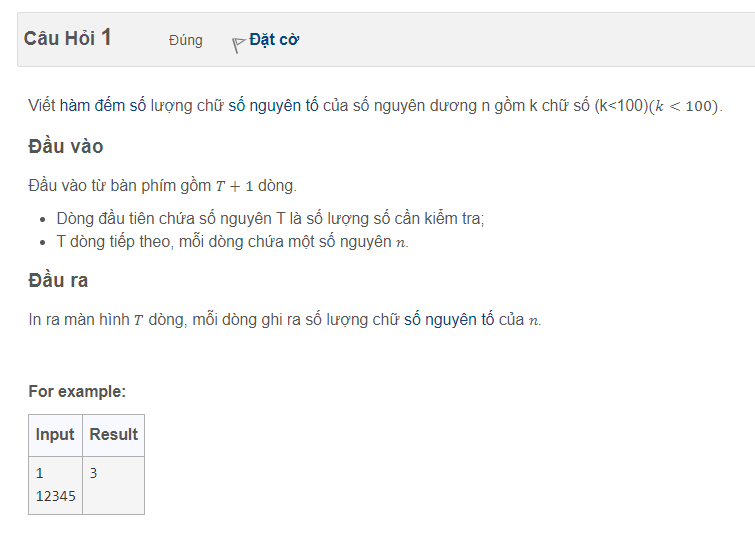 Câu Hỏi 1 Đúng Đặt cờ
Viết hàm đếm số lượng chữ số nguyên tố của số nguyên dương n gồm k chữ số (k<100)(k < 100).
Đầu vào
Đầu vào từ bàn phím gồm T + 1 dòng.
• Dòng đầu tiên chứa số nguyên T là số lượng số cần kiểm tra;
• T dòng tiếp theo, mỗi dòng chứa một số nguyên n.
Đầu ra
In ra màn hình T dòng, mỗi dòng ghi ra số lượng chữ số nguyên tố của n.
For example:
Input Result
1 3
12345